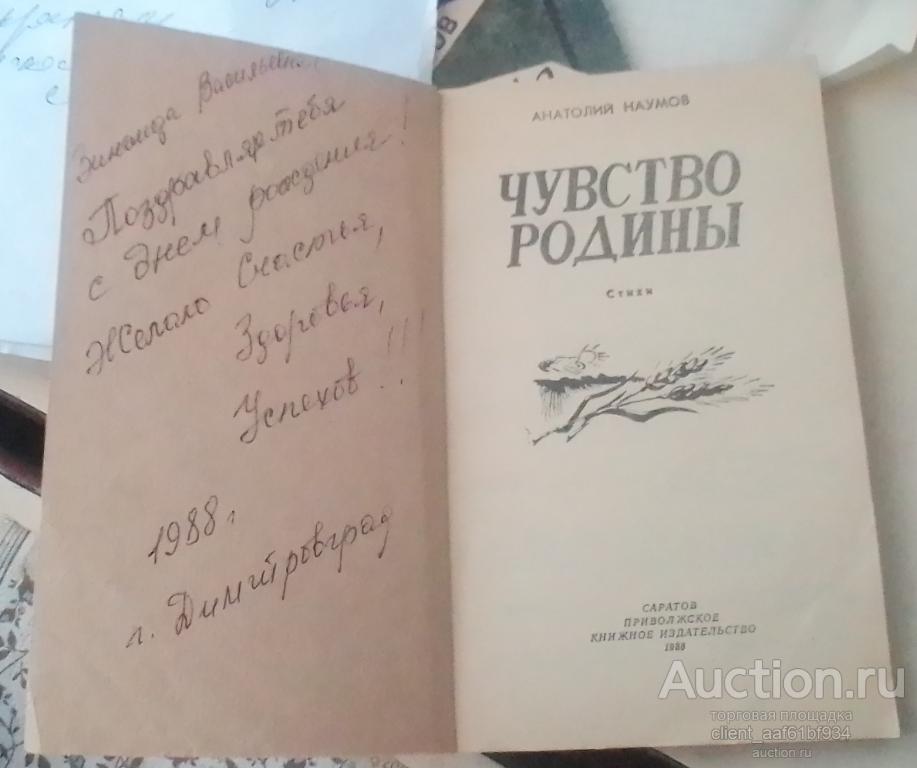 Зинаида Васильевна
Поздравляю тебя
с днем рождения!
Желаю Счастья,
Здоровья,
Успехов!!!
1988 г.
г. Димитровград
АНАТОЛИЙ НАУМОВ
ЧУВСТВО
РОДИНЫ
Стихи
САРАТОВ
ПРИВОЛЖСКОЕ
КНИЖНОЕ ИЗДАТЕЛЬСТВО
Auction.ru
торговая площадка
client_aaf61bf934
auction.ru